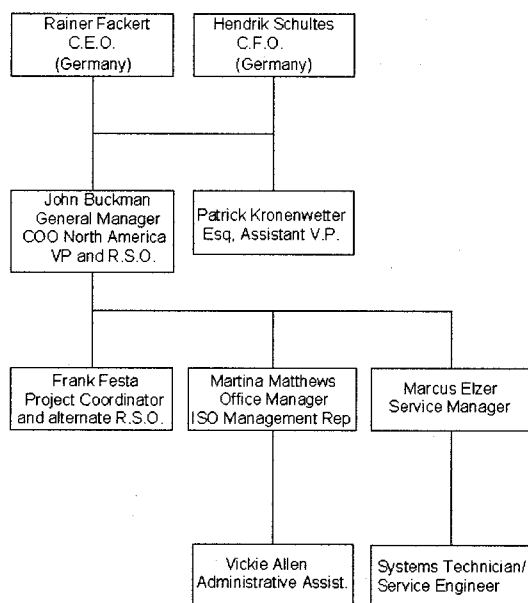 Rainer Fackert
C.E.O.
(Germany)
Hendrik Schultes
C.F.O.
(Germany)
John Buckman
General Manager
COO North America
VP and R.S.O.
Patrick Kronenwetter
Esq, Assistant V.P.
Frank Festa
Project Coordinator
and alternate R.S.O.
Martina Matthews
Office Manager
ISO Management Rep
Marcus Elzer
Service Manager
Vickie Allen
Administrative Assist.
Systems Technician/
Service Engineer